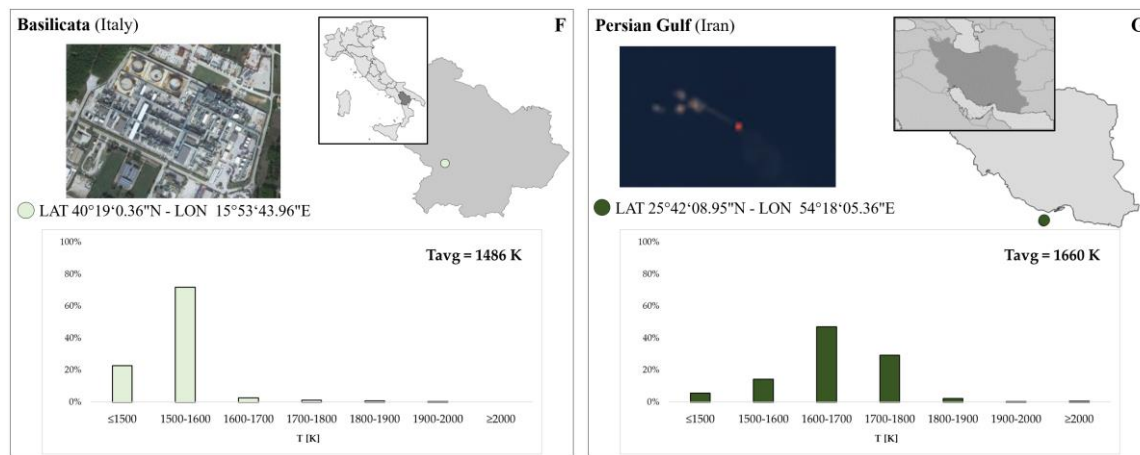 Basilicata (Italy)
F
LAT 40°19‘0.36"N - LON 15°53‘43.96"E
Tavg = 1486 K
100%
80%
60%
40%
20%
0%
≤1500 1500-1600 1600-1700 1700-1800 1800-1900 1900-2000 ≥2000
T [K]
Persian Gulf (Iran)
LAT 25°42‘08.95"N - LON 54°18‘05.36"E
Tavg = 1660 K
100%
80%
60%
40%
20%
0%
≤1500 1500-1600 1600-1700 1700-1800 1800-1900 1900-2000 ≥2000
T [K]